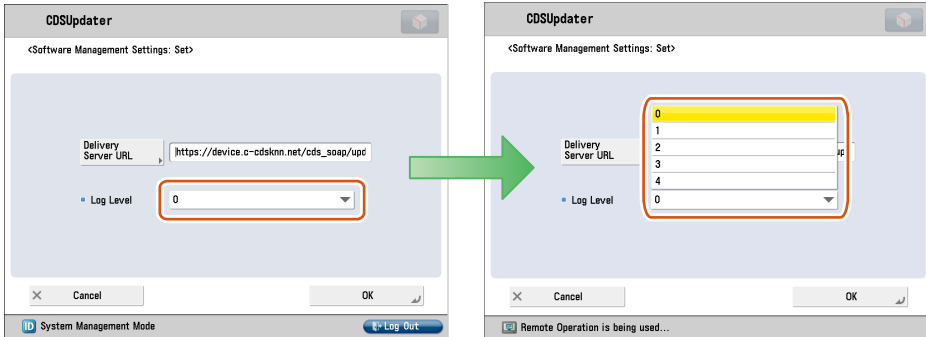 CDSUpdater
<Software Management Settings: Set>
Delivery
Server URL
https://device.c-cdsknn.net/cds_soap/upd
Log Level
0
Cancel
OK
ID System Management Mode
Log Out
CDSUpdater
<Software Management Settings: Set>
0
1
2
3
4
Delivery
Server URL
up
Log Level
0
Cancel
OK
Remote Operation is being used...